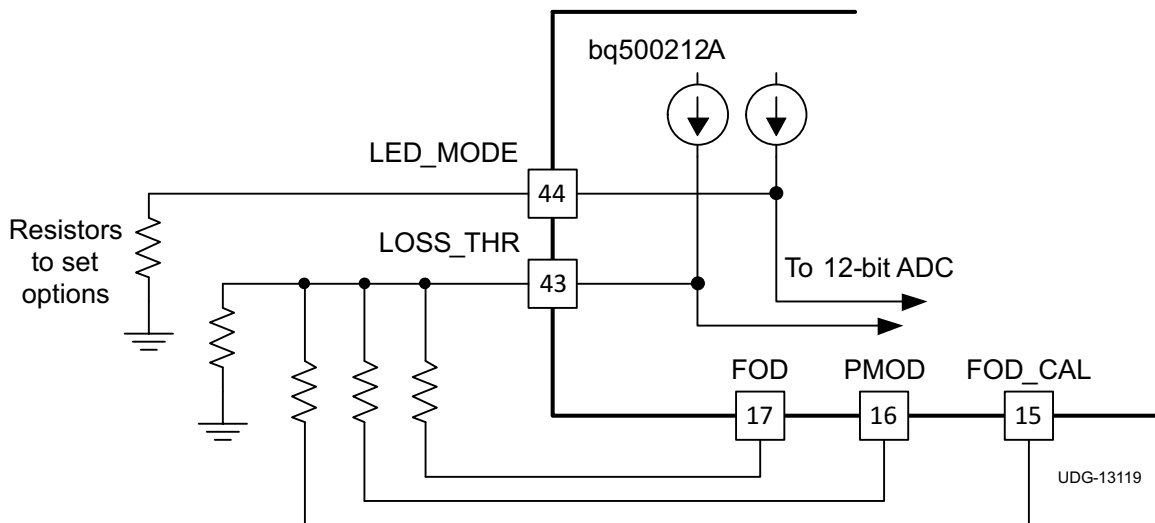 bq500212A
LED_MODE
44
Resistors
to set
options
LOSS_THR
43
To 12-bit ADC
FOD
PMOD
FOD_CAL
17
16
15
UDG-13119